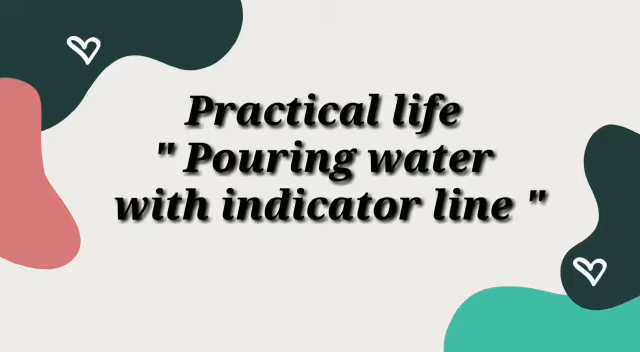 Practical life
" Pouring water
with indicator line "